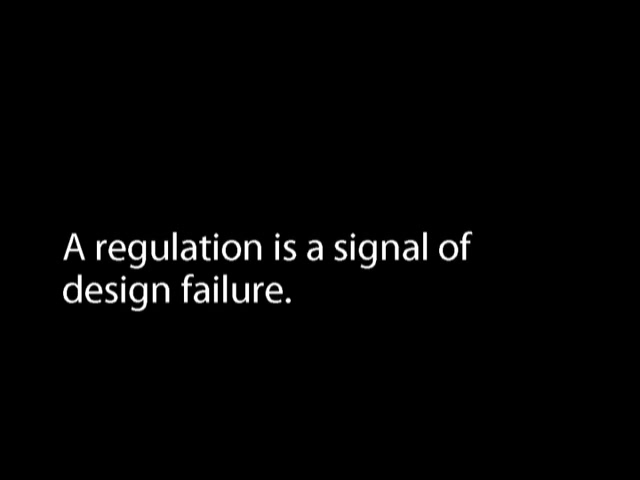 A regulation is a signal of
design failure.